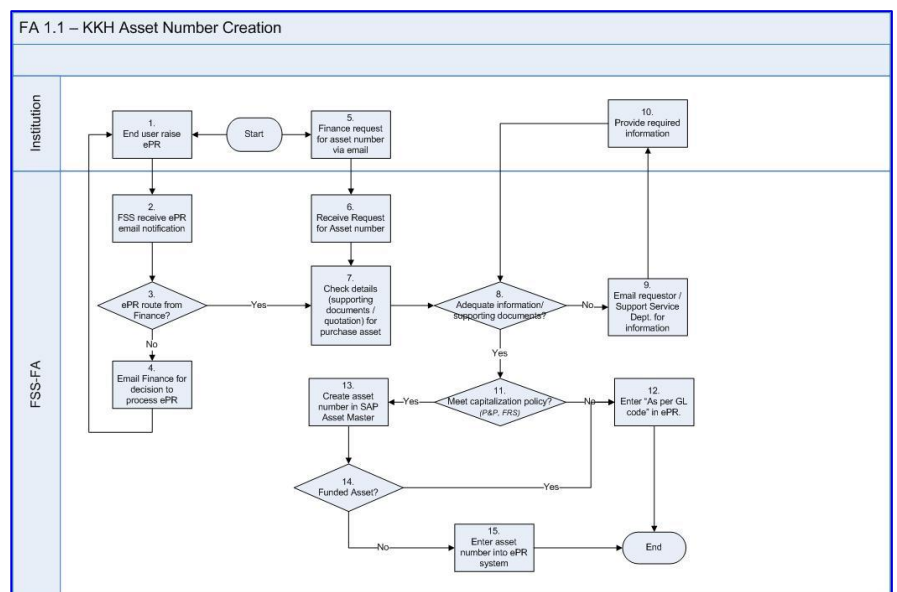 FA 1.1 – KKH Asset Number Creation
Institution
1.
End user raise
ePR
Start
5.
Finance request
for asset number
via email
10.
Provide required
information
FSS-FA
2.
FSS receive ePR
email notification
6.
Receive Request
for Asset number
3.
ePR route from
Finance?
Yes
7.
Check details
(supporting
documents /
quotation) for
purchase asset
8.
Adequate information/
supporting documents?
No
9.
Email requestor /
Support Service
Dept. for
information
No
Yes
4.
Email Finance for
decision to
process ePR
13.
Create asset
number in SAP
Asset Master
Yes
11.
Meet capitalization policy?
(P&P, FRS)
No
12.
Enter "As per GL
code" in ePR.
14.
Funded Asset?
Yes
No
15.
Enter asset
number into ePR
system
End